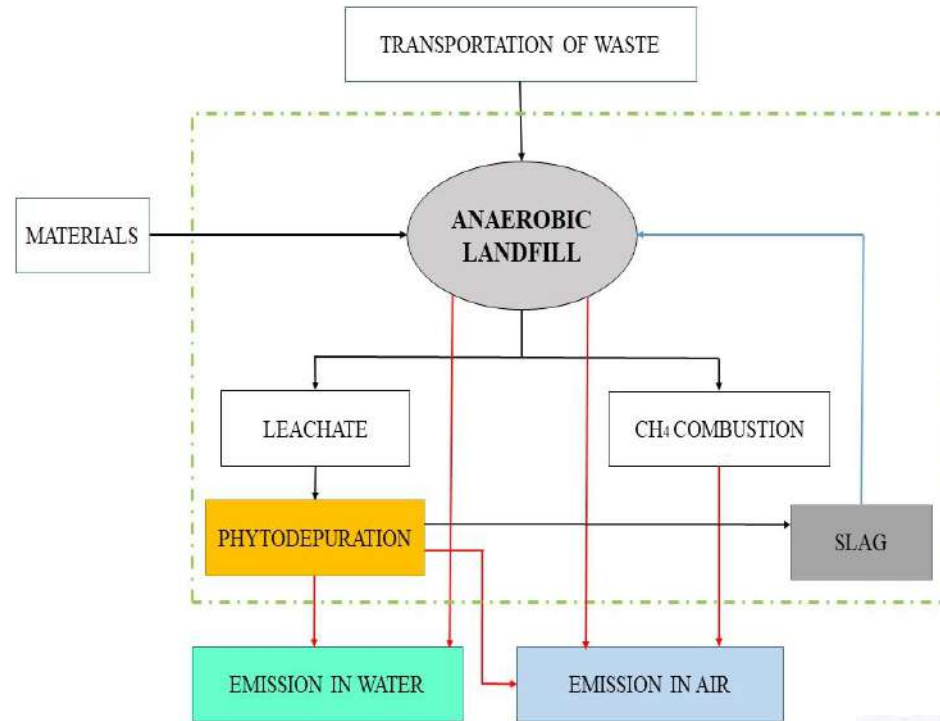 TRANSPORTATION OF WASTE
MATERIALS
ANAEROBIC
LANDFILL
LEACHATE
CH₄ COMBUSTION
PHYTODEPURATION
SLAG
EMISSION IN WATER
EMISSION IN AIR